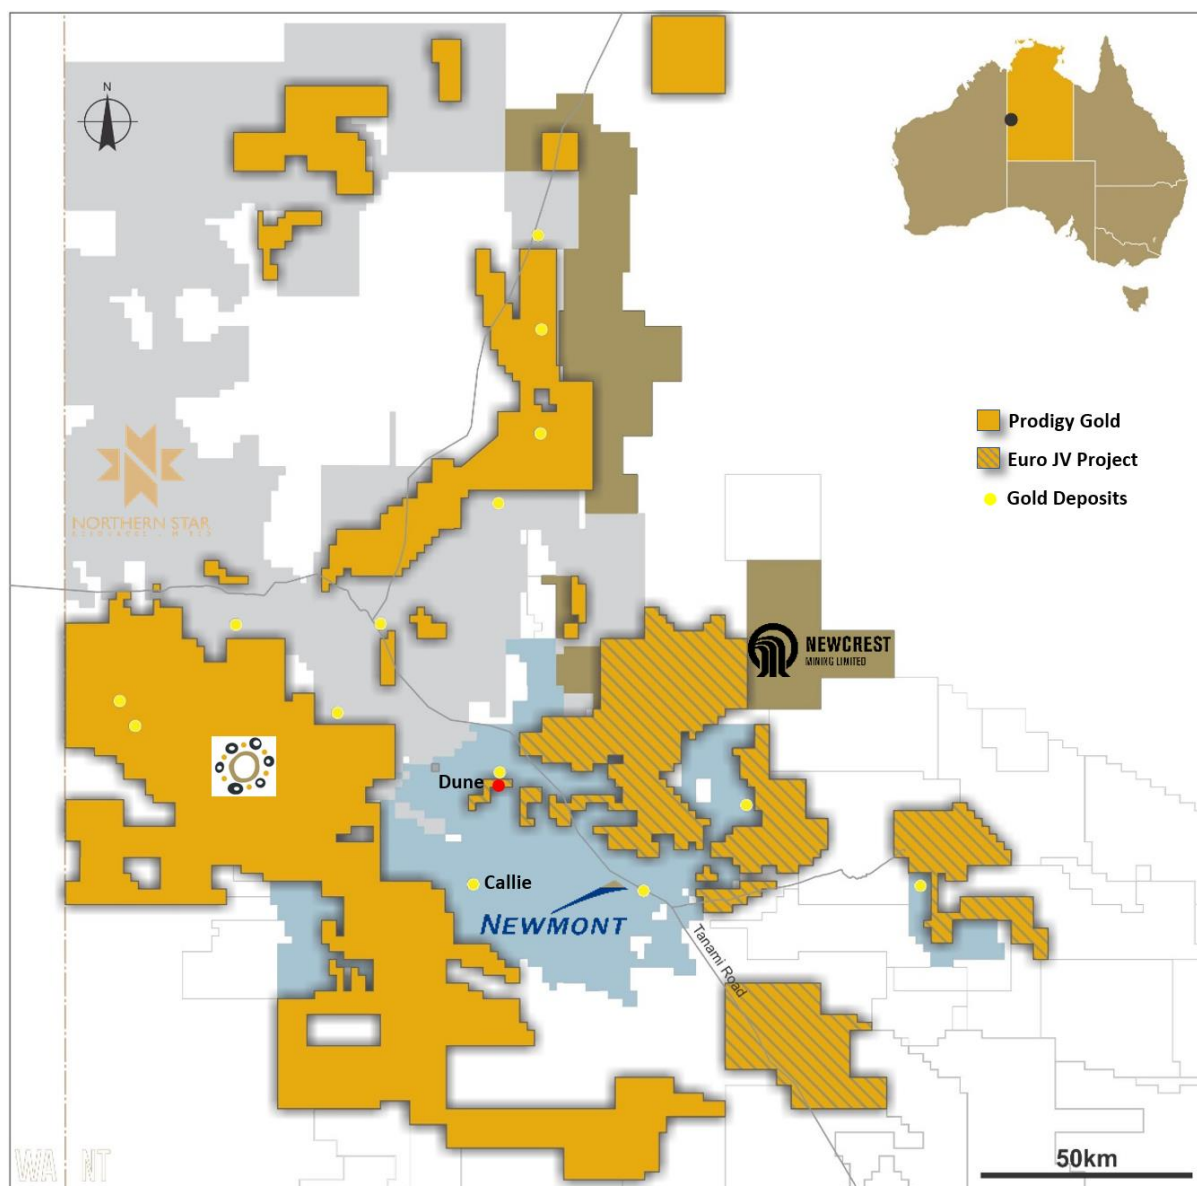 N
Prodigy Gold
Euro JV Project
Gold Deposits
NORTHERN STAR
NEWCREST
MINING LIMITED
Dune
Callie
NEWMONT
Tanami Road
WA NT
50km